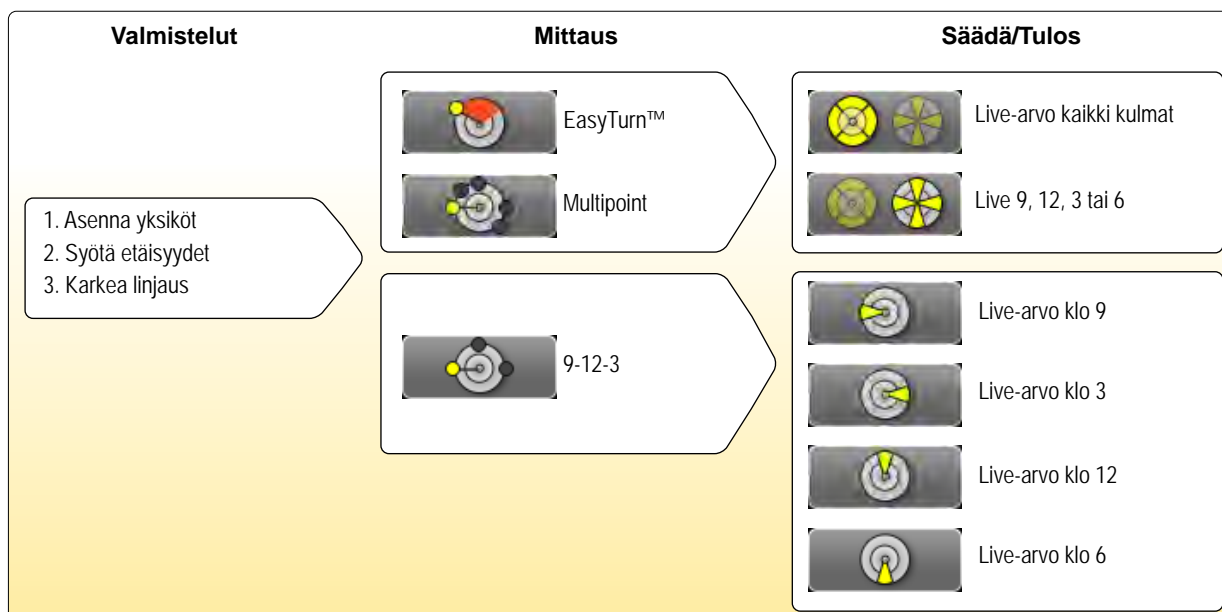 Valmistelut
Mittaus
Säädä/Tulos
1. Asenna yksiköt
2. Syötä etäisyydet
3. Karkea linjaus
EasyTurn™
Multipoint
9-12-3
Live-arvo kaikki kulmat
Live 9, 12, 3 tai 6
Live-arvo klo 9
Live-arvo klo 3
Live-arvo klo 12
Live-arvo klo 6